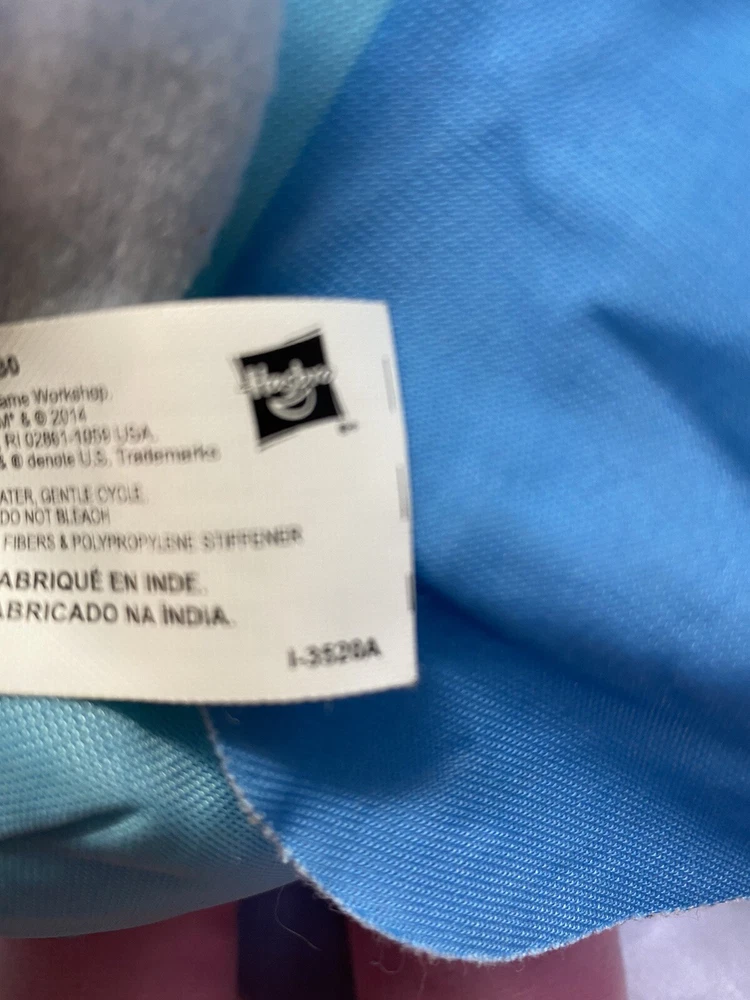 ame Workshop.
M* & © 2014
, RI 02861-1059 USA.
& ® denote U.S. Trademarks
ATER, GENTLE CYCLE.
DO NOT BLEACH
FIBERS & POLYPROPYLENE STIFFENER
ABRIQUÉ EN INDE.
ABRICADO NA ÍNDIA.
I-3520A
Hasbro